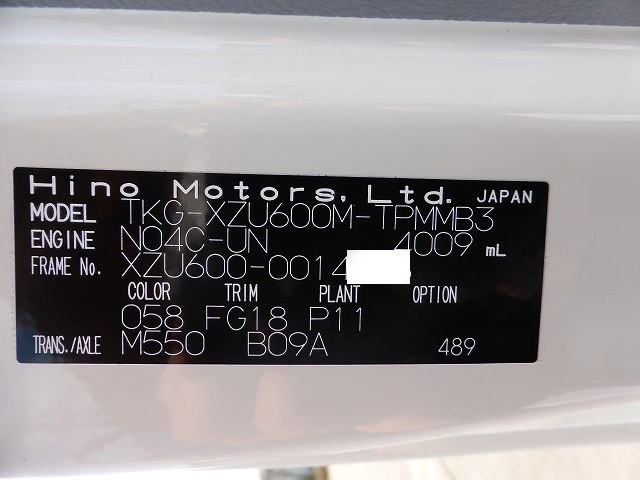 Hino Motors, Ltd. JAPAN
MODEL TKG-XZU600M-TPMMB3
ENGINE N04C-UN 4009 mL
FRAME No. XZU600-0014
COLOR TRIM PLANT OPTION
058 FG18 P11
TRANS./AXLE M550 B09A 489